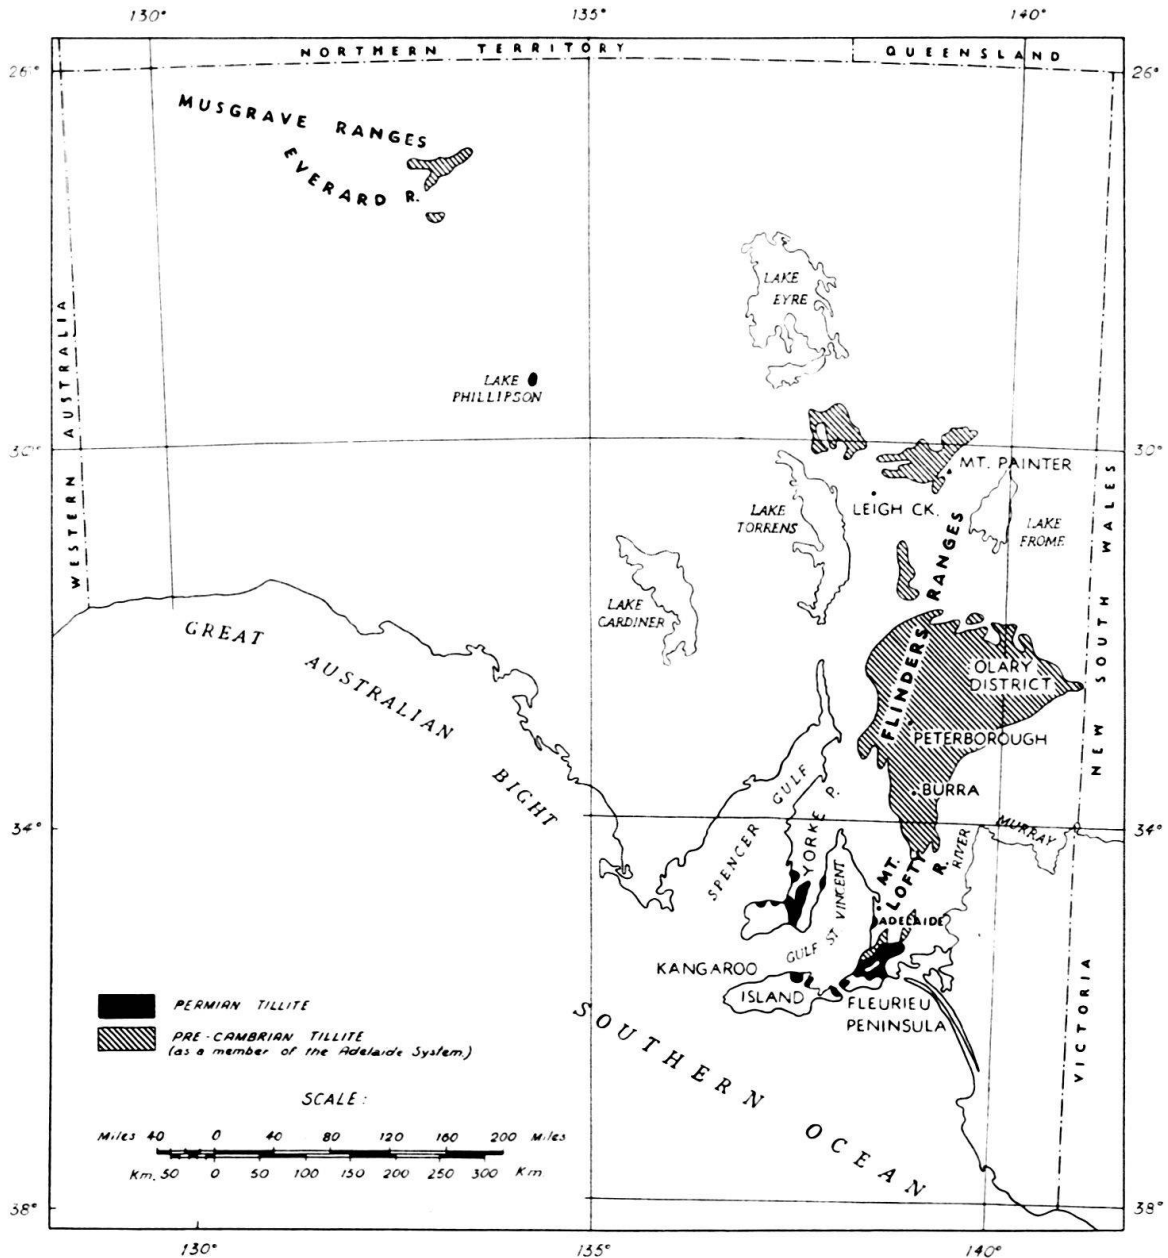 130° 135° 140°
NORTHERN TERRITORY QUEENSLAND
26° 26°
MUSGRAVE RANGES
EVERARD R.
LAKE
EYRE
WESTERN AUSTRALIA
LAKE
PHILLIPSON
30° 30°
MT. PAINTER
LEIGH CK.
LAKE
TORRENS
LAKE
FROME
NEW SOUTH WALES
FLINDERS RANGES
LAKE
GARDINER
GREAT AUSTRALIAN BIGHT
OLARY
DISTRICT
PETERBOROUGH
BURRA
SPENCER GULF
YORKE P.
34° 34°
RIVER MURRAY
MT.
LOFTY R.
GULF ST. VINCENT
ADELAIDE
KANGAROO
ISLAND
FLEURIEU
PENINSULA
VICTORIA
SOUTHERN OCEAN
PERMIAN TILLITE
PRE-CAMBRIAN TILLITE
(as a member of the Adelaide System.)
SCALE:
Miles 40 0 40 80 120 160 200 Miles
Km. 50 0 50 100 150 200 250 300 Km
38° 38°
130° 135° 140°